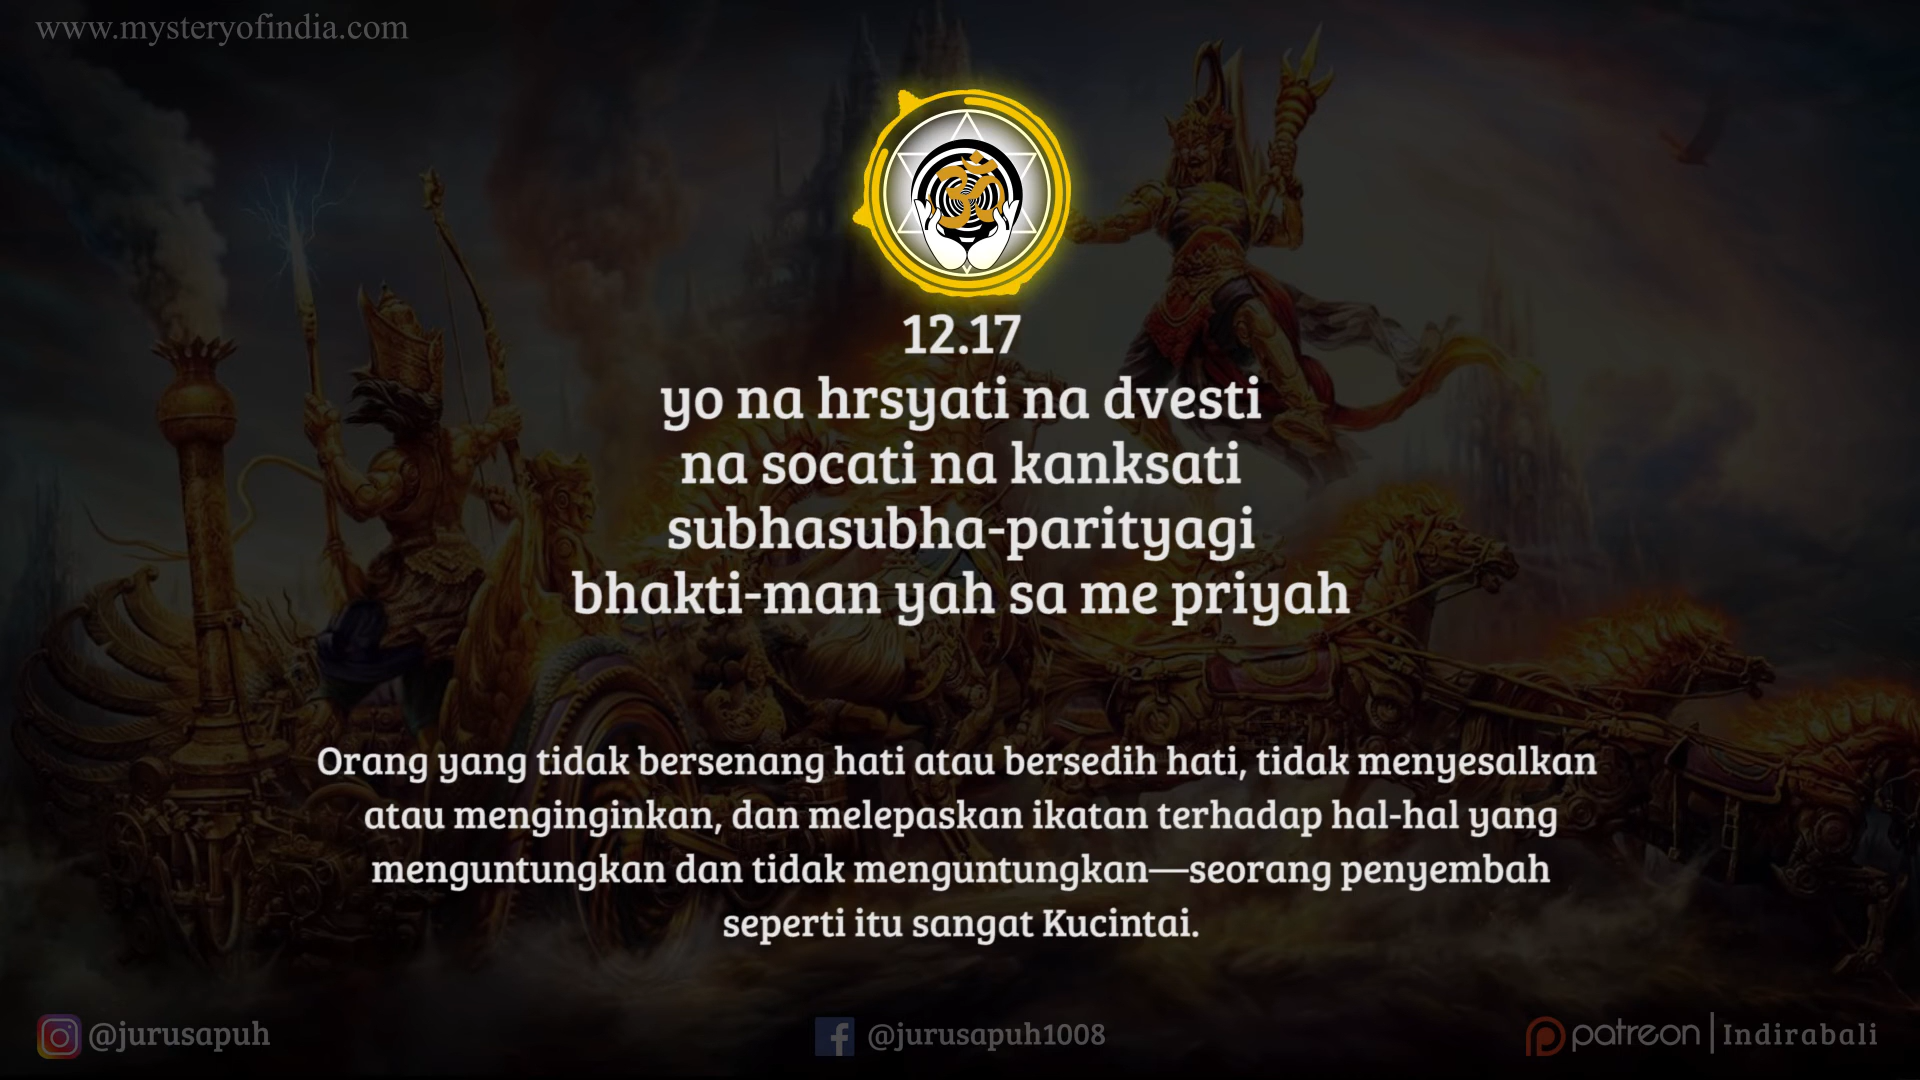 www.mysteryofindia.com
12.17
yo na hrsyati na dvesti
na socati na kanksati
subhasubha-parityagi
bhakti-man yah sa me priyah
Orang yang tidak bersenang hati atau bersedih hati, tidak menyesalkan
atau menginginkan, dan melepaskan ikatan terhadap hal-hal yang
menguntungkan dan tidak menguntungkan—seorang penyembah
seperti itu sangat Kucintai.
@jurusapuh
@jurusapuh1008
patreon | Indirabali